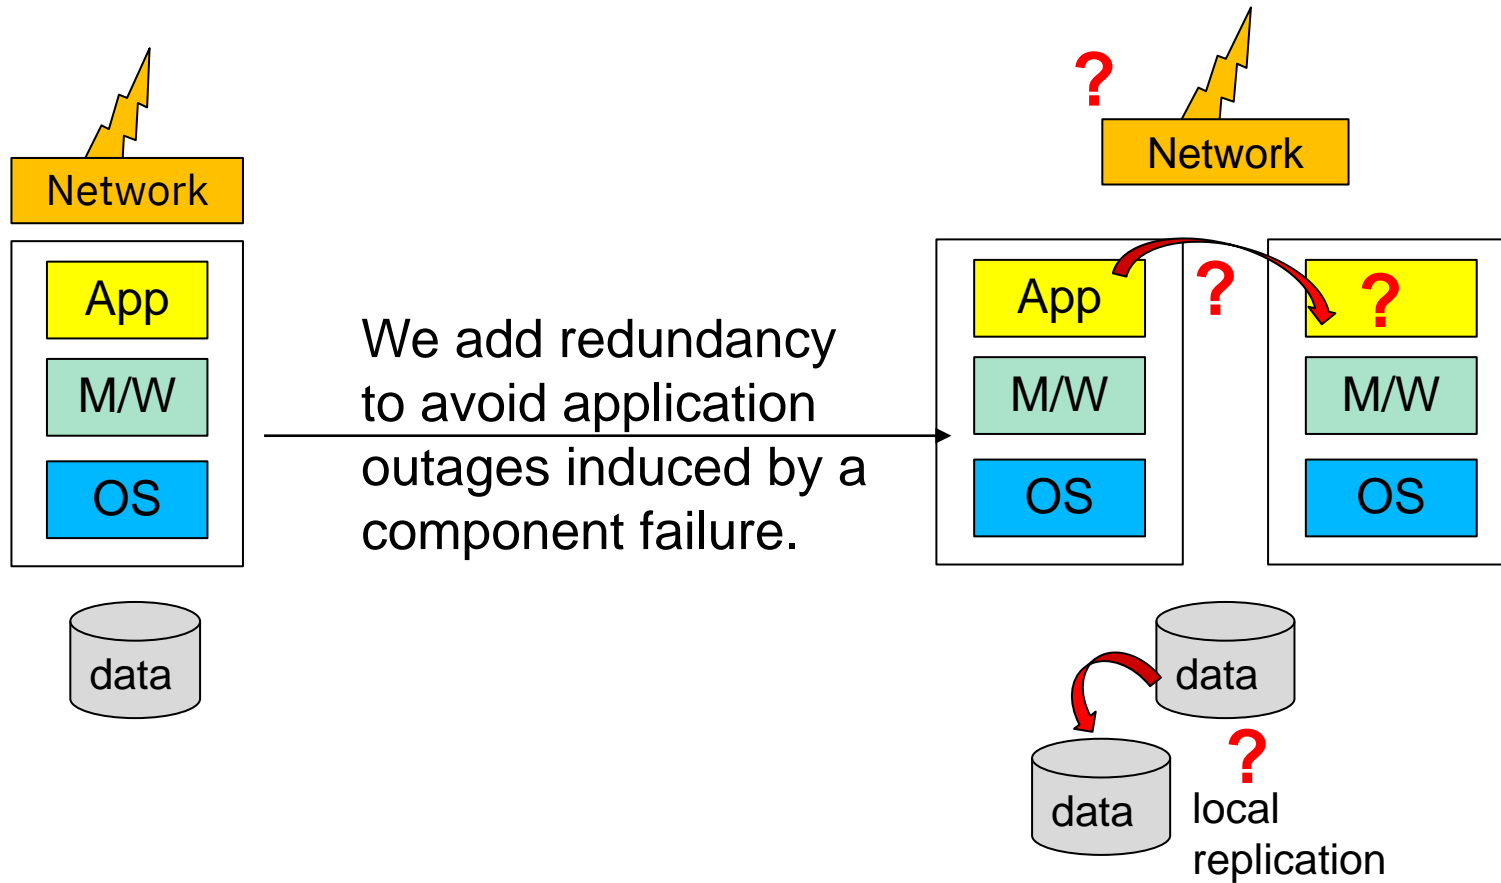 Network
App
M/W
OS
data
We add redundancy
to avoid application
outages induced by a
component failure.
?
Network
App
?
?
M/W
M/W
OS
OS
data
data
?
local
replication